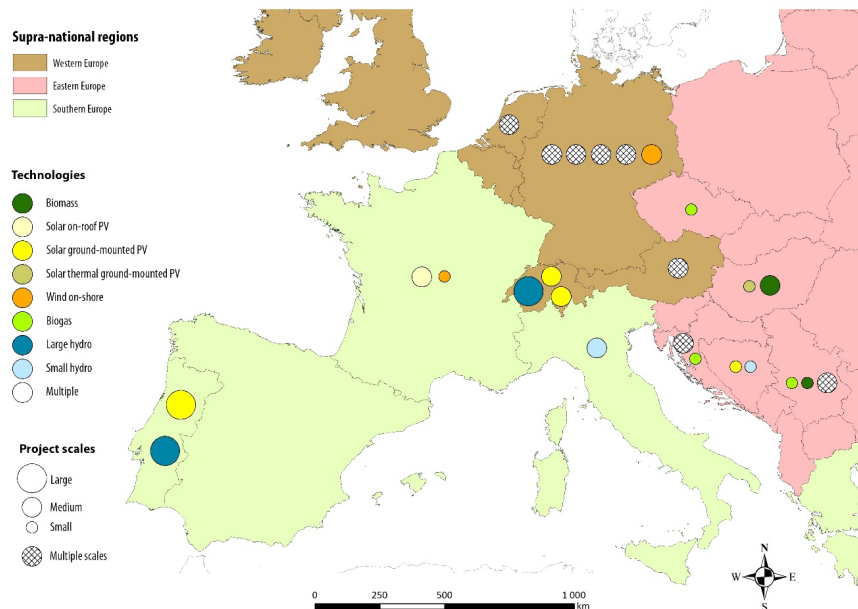 Supra-national regions
Western Europe
Eastern Europe
Southern Europe
Technologies
Biomass
Solar on-roof PV
Solar ground-mounted PV
Solar thermal ground-mounted PV
Wind on-shore
Biogas
Large hydro
Small hydro
Multiple
Project scales
Large
Medium
Small
Multiple scales
N
W E
S
0 250 500 1 000
km